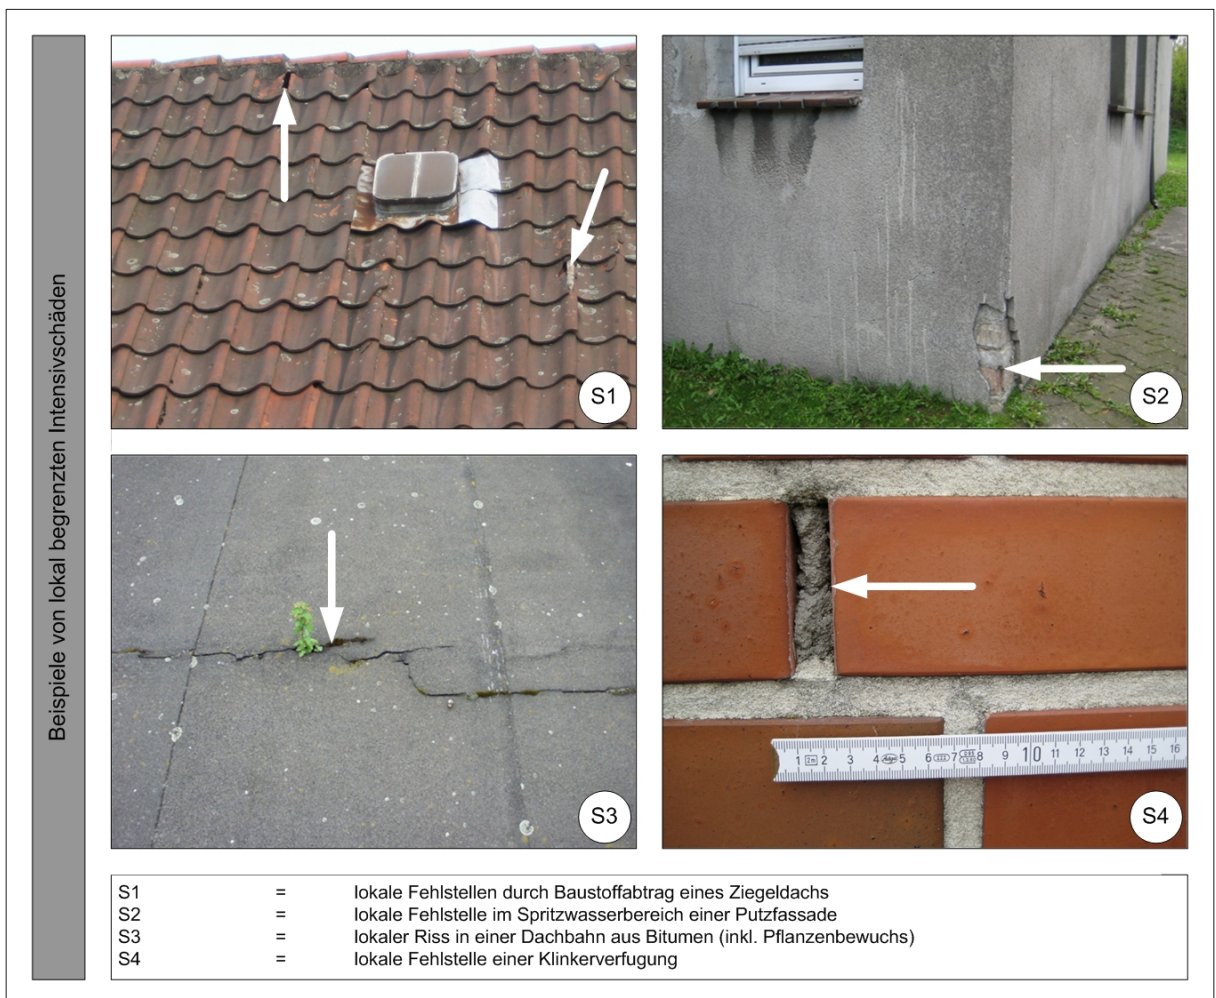 Beispiele von lokal begrenzten Intensivschäden
S1
S2
S3
S4
1 2m 2 3 4 5 6 7 8 9 10 11 12 13 14 15 16
S1 = lokale Fehlstellen durch Baustoffabtrag eines Ziegeldachs
S2 = lokale Fehlstelle im Spritzwasserbereich einer Putzfassade
S3 = lokaler Riss in einer Dachbahn aus Bitumen (inkl. Pflanzenbewuchs)
S4 = lokale Fehlstelle einer Klinkerverfugung